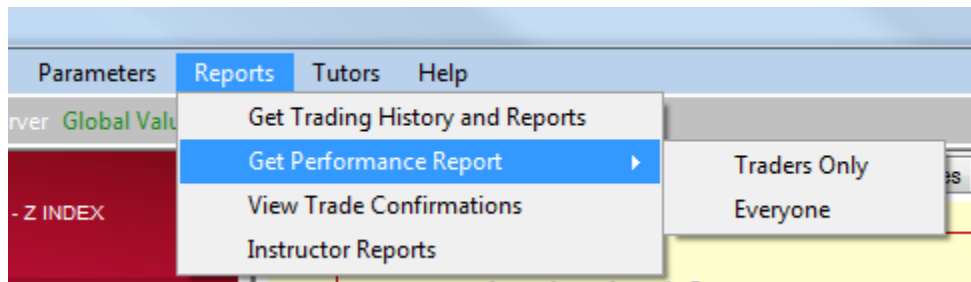 Parameters Reports Tutors Help
Global
Get Trading History and Reports
Get Performance Report
Traders Only
- Z INDEX
View Trade Confirmations
Everyone
Instructor Reports